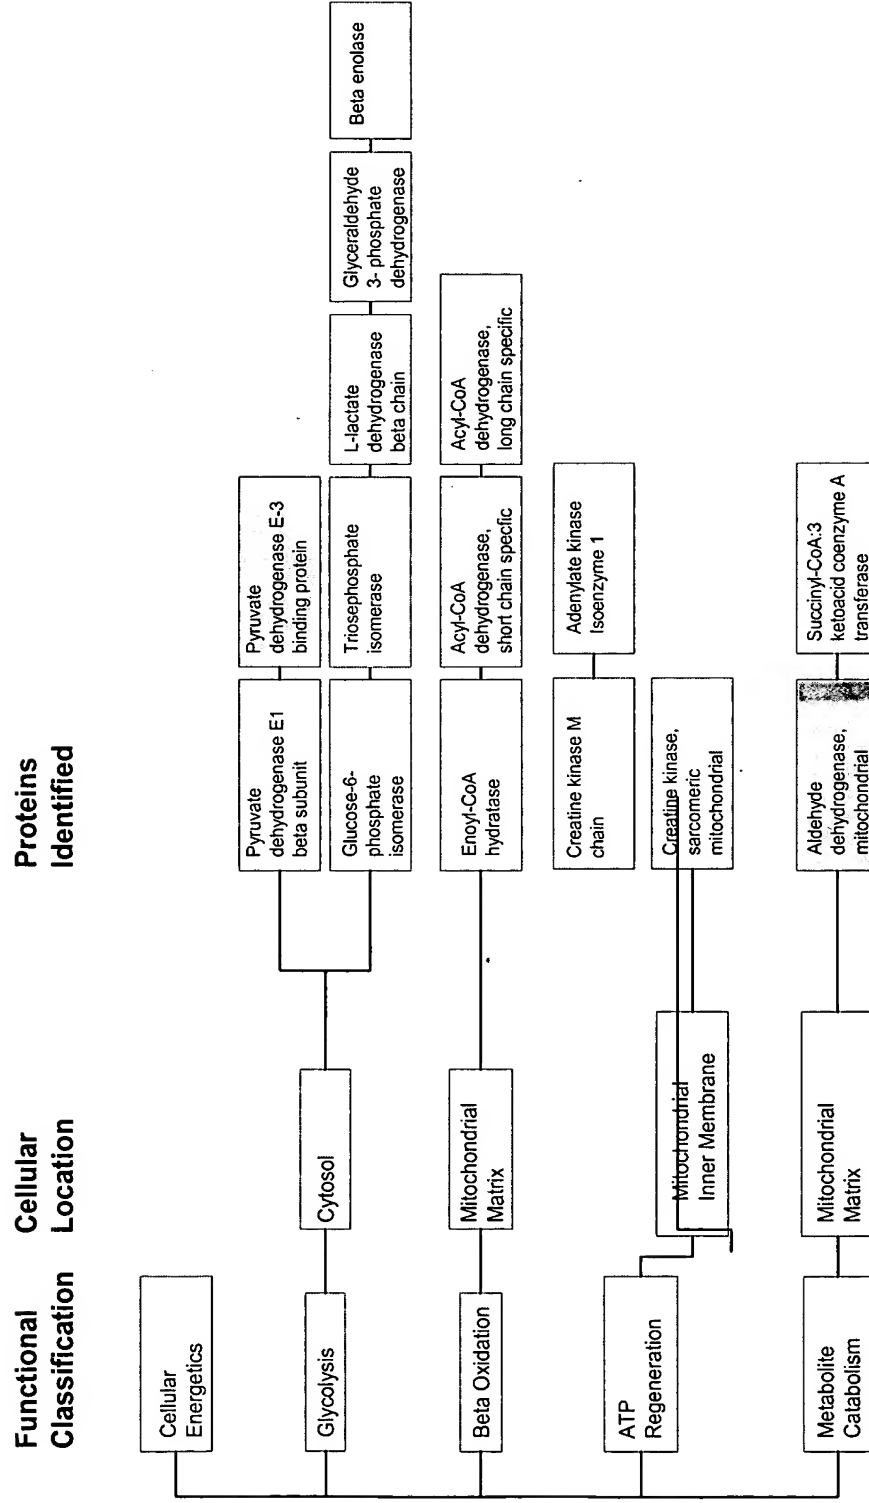 Functional
Classification
Cellular
Location
Proteins
Identified
Cellular
Energetics
Glycolysis
Cytosol
Pyruvate
dehydrogenase E1
beta subunit
Pyruvate
dehydrogenase E-3
binding protein
Glucose-6-
phosphate
isomerase
Triosephosphate
isomerase
L-lactate
dehydrogenase
beta chain
Glyceraldehyde
3- phosphate
dehydrogenase
Beta enolase
Beta Oxidation
Mitochondrial
Matrix
Enoyl-CoA
hydratase
Acyl-CoA
dehydrogenase,
short chain specfic
Acyl-CoA
dehydrogenase,
long chain specific
ATP
Regeneration
Mitochondrial
Inner Membrane
Creatine kinase M
chain
Adenylate kinase
Isoenzyme 1
Creatine kinase,
sarcomeric
mitochondrial
Metabolite
Catabolism
Mitochondrial
Matrix
Aldehyde
dehydrogenase,
mitochondrial
Succinyl-CoA:3
ketoacid coenzyme A
transferase